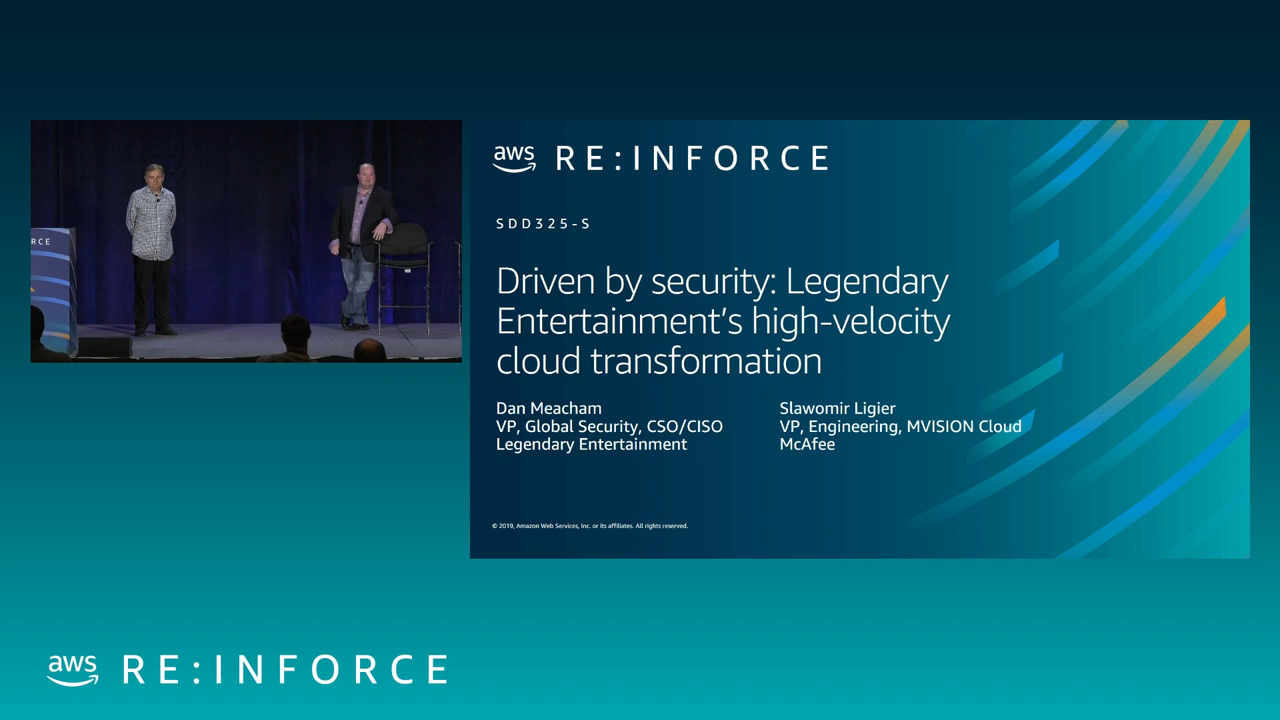 RCE
aws RE:INFORCE
SDD325-S
Driven by security: Legendary
Entertainment's high-velocity
cloud transformation
Dan Meacham
VP, Global Security, CSO/CISO
Legendary Entertainment
Slawomir Ligier
VP, Engineering, MVISION Cloud
McAfee
© 2019, Amazon Web Services, Inc. or its affiliates. All rights reserved.
aws RE:INFORCE